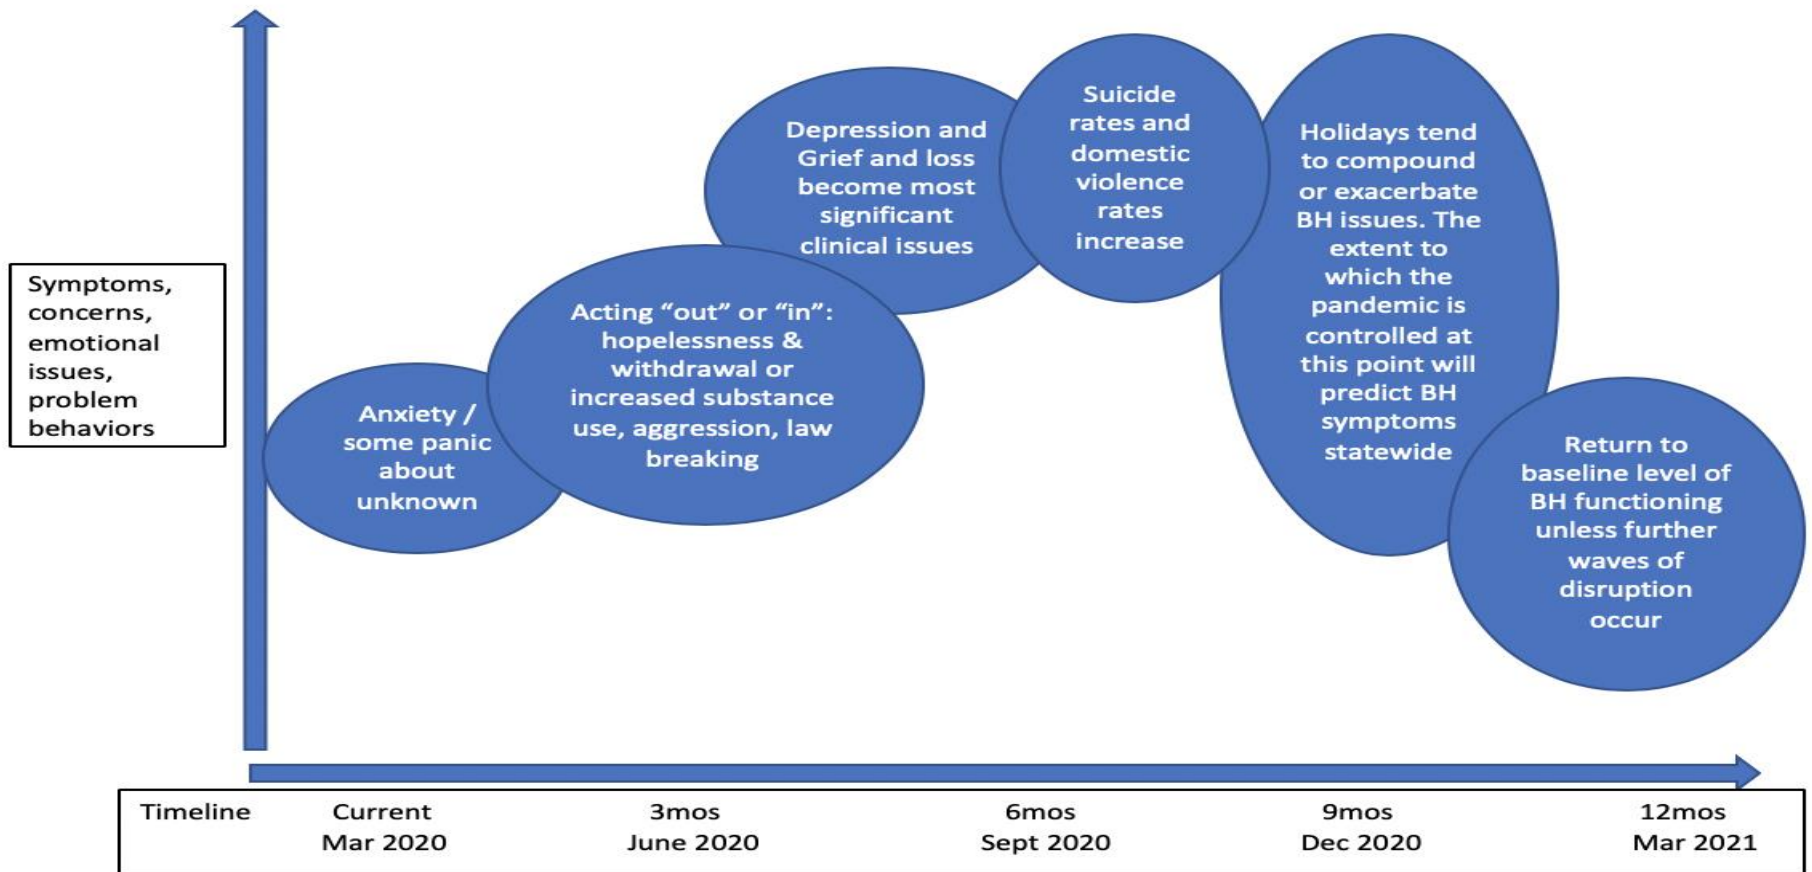 Symptoms,
concerns,
emotional
issues,
problem
behaviors
Anxiety /
some panic
about
unknown
Acting “out” or “in”:
hopelessness &
withdrawal or
increased substance
use, aggression, law
breaking
Depression and
Grief and loss
become most
significant
clinical issues
Suicide
rates and
domestic
violence
rates
increase
Holidays tend
to compound
or exacerbate
BH issues. The
extent to
which the
pandemic is
controlled at
this point will
predict BH
symptoms
statewide
Return to
baseline level of
BH functioning
unless further
waves of
disruption
occur
Timeline Current 3mos 6mos 9mos 12mos
Mar 2020 June 2020 Sept 2020 Dec 2020 Mar 2021